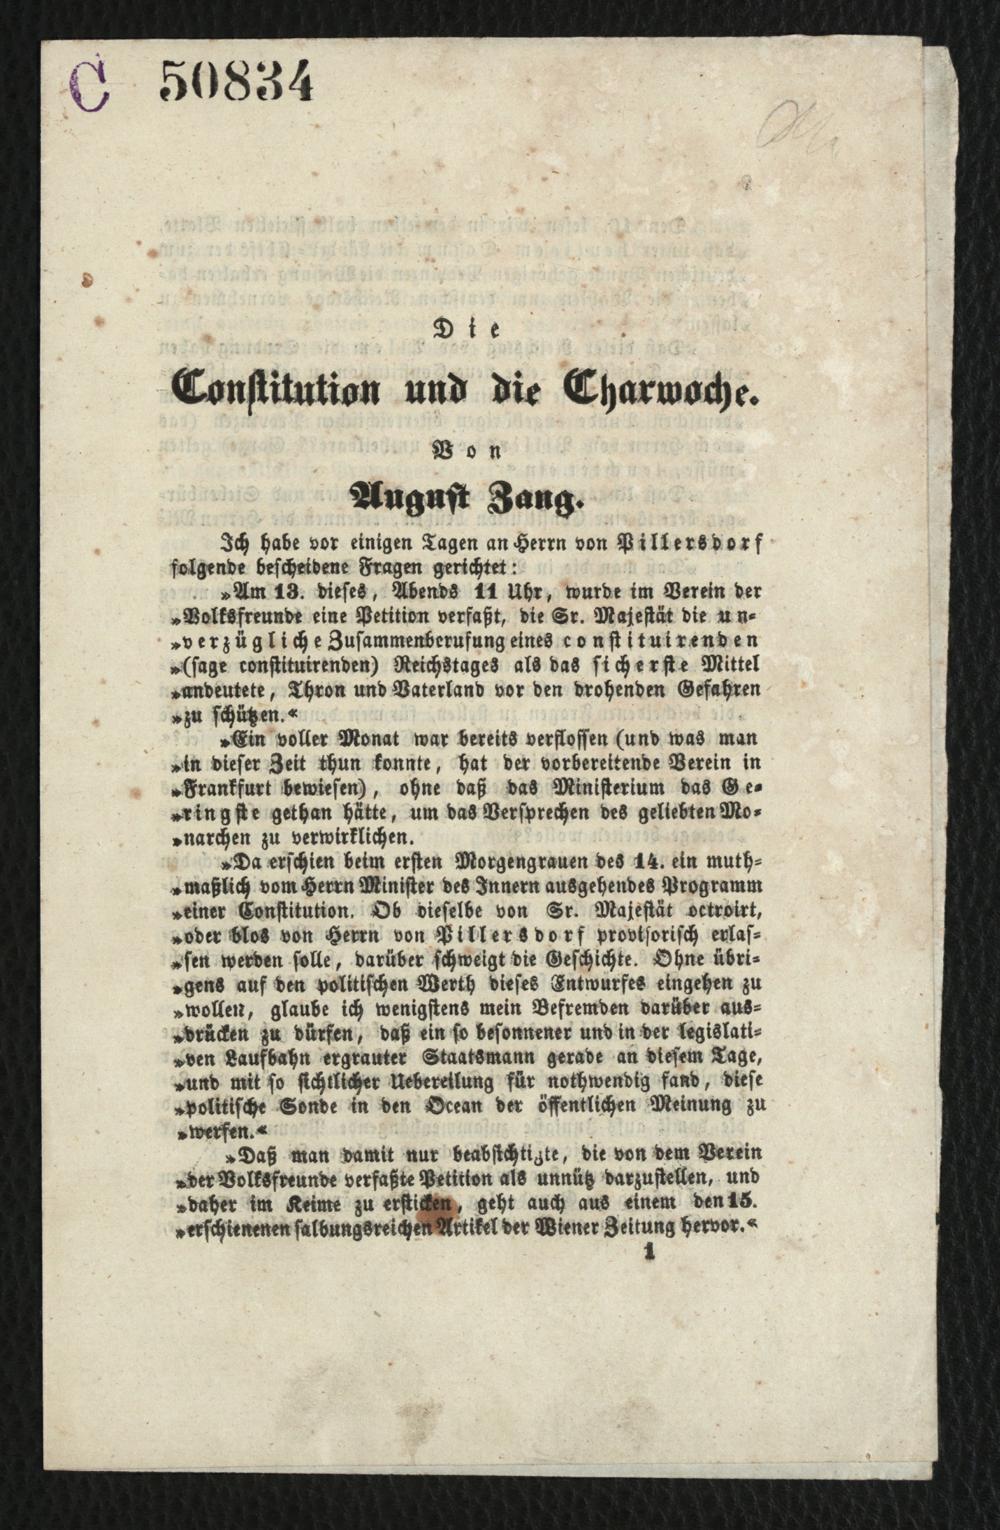 C 50834
Die
Constitution und die Charwoche.
Von
August Zang.
Ich habe vor einigen Tagen an Herrn von Pillersdorf
folgende bescheidene Fragen gerichtet:
»Am 13. dieses, Abends 11 Uhr, wurde im Verein der
»Volksfreunde eine Petition verfaßt, die Sr. Majestät die un-
»verzügliche Zusammenberufung eines constituirenden
»(sage constituirenden) Reichstages als das sicherste Mittel
»andeutete, Thron und Vaterland vor den drohenden Gefahren
»zu schützen.«
»Ein voller Monat war bereits verflossen (und was man
»in dieser Zeit thun konnte, hat der vorbereitende Verein in
»Frankfurt bewiesen), ohne daß das Ministerium das Ge-
»ringste gethan hätte, um das Versprechen des geliebten Mo-
»narchen zu verwirklichen.
»Da erschien beim ersten Morgengrauen des 14. ein muth-
»maßlich vom Herrn Minister des Innern ausgehendes Programm
»einer Constitution. Ob dieselbe von Sr. Majestät octroirt,
»oder blos von Herrn von Pillersdorf provisorisch erlas-
»sen werden solle, darüber schweigt die Geschichte. Ohne übri-
»gens auf den politischen Werth dieses Entwurfes eingehen zu
»wollen, glaube ich wenigstens mein Befremden darüber aus-
»drücken zu dürfen, daß ein so besonnener und in der legislati-
»ven Laufbahn ergrauter Staatsmann gerade an diesem Tage,
»und mit so sichtlicher Uebereilung für nothwendig fand, diese
»politische Sonde in den Ocean der öffentlichen Meinung zu
»werfen.«
»Daß man damit nur beabsichtigte, die von dem Verein
»der Volksfreunde verfaßte Petition als unnütz darzustellen, und
»daher im Keime zu ersticken, geht auch aus einem den 15.
»erschienenen salbungsreichen Artikel der Wiener Zeitung hervor.«
1